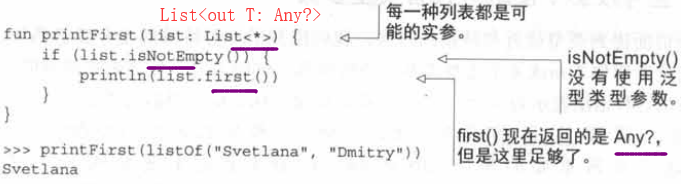 List<out T: Any?>
fun printFirst(list: List<*>) {
每一种列表都是可
能的实参。
if (list.isNotEmpty()) {
isNotEmpty()
没有使用泛
型类型参数。
println(list.first())
first() 现在返回的是 Any?，
但是这里足够了。
}
}
>>> printFirst(listOf("Svetlana", "Dmitry"))
Svetlana